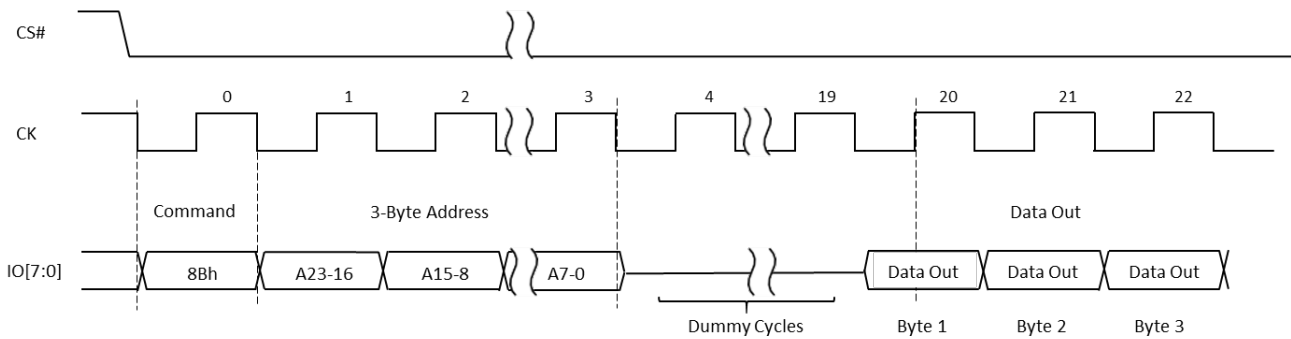 CS#
0 1 2 3 4 19 20 21 22
CK
Command 3-Byte Address Data Out
IO[7:0] 8Bh A23-16 A15-8 A7-0 Data Out Data Out Data Out
Dummy Cycles Byte 1 Byte 2 Byte 3